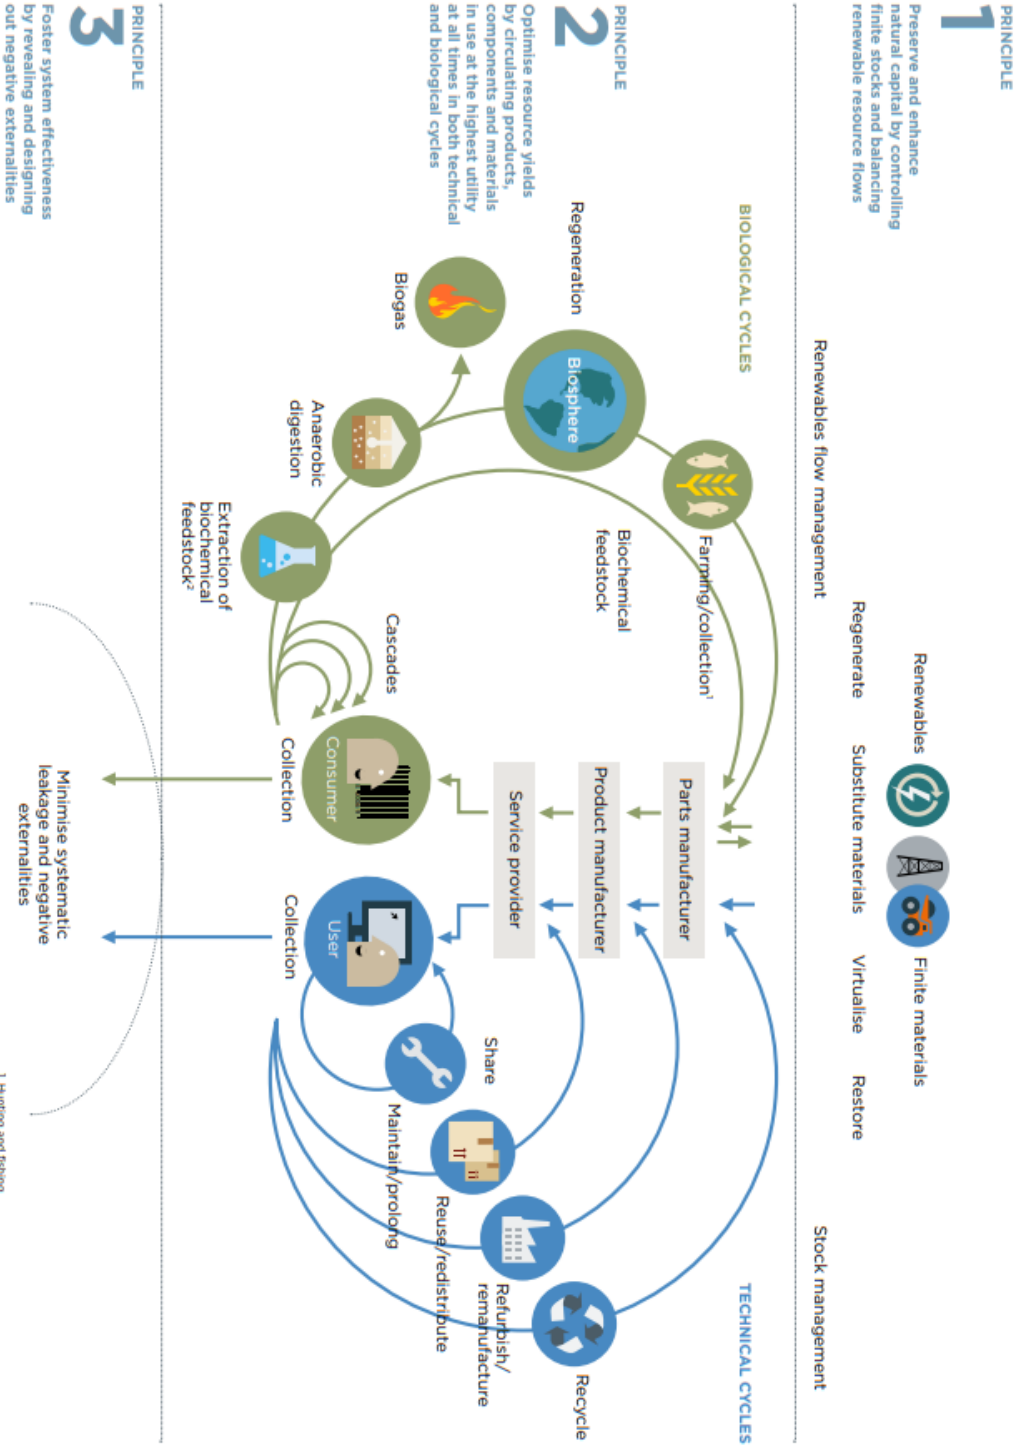 PRINCIPLE
1
Preserve and enhance
natural capital by controlling
finite stocks and balancing
renewable resource flows
Renewables
Finite materials
Regenerate
Substitute materials
Virtualise
Restore
Renewables flow management
Stock management
PRINCIPLE
2
Optimise resource yields
by circulating products,
components and materials
in use at the highest utility
at all times in both technical
and biological cycles
BIOLOGICAL CYCLES
TECHNICAL CYCLES
Farming/collection¹
Parts manufacturer
Biochemical
feedstock
Product manufacturer
Recycle
Regeneration
Biosphere
Service provider
Refurbish/
remanufacture
Share
Reuse/redistribute
Biogas
Cascades
Maintain/prolong
Consumer
User
Anaerobic
digestion
Collection
Collection
Extraction of
biochemical
feedstock²
PRINCIPLE
3
Foster system effectiveness
by revealing and designing
out negative externalities
Minimise systematic
leakage and negative
externalities
1. Hunting and fishing